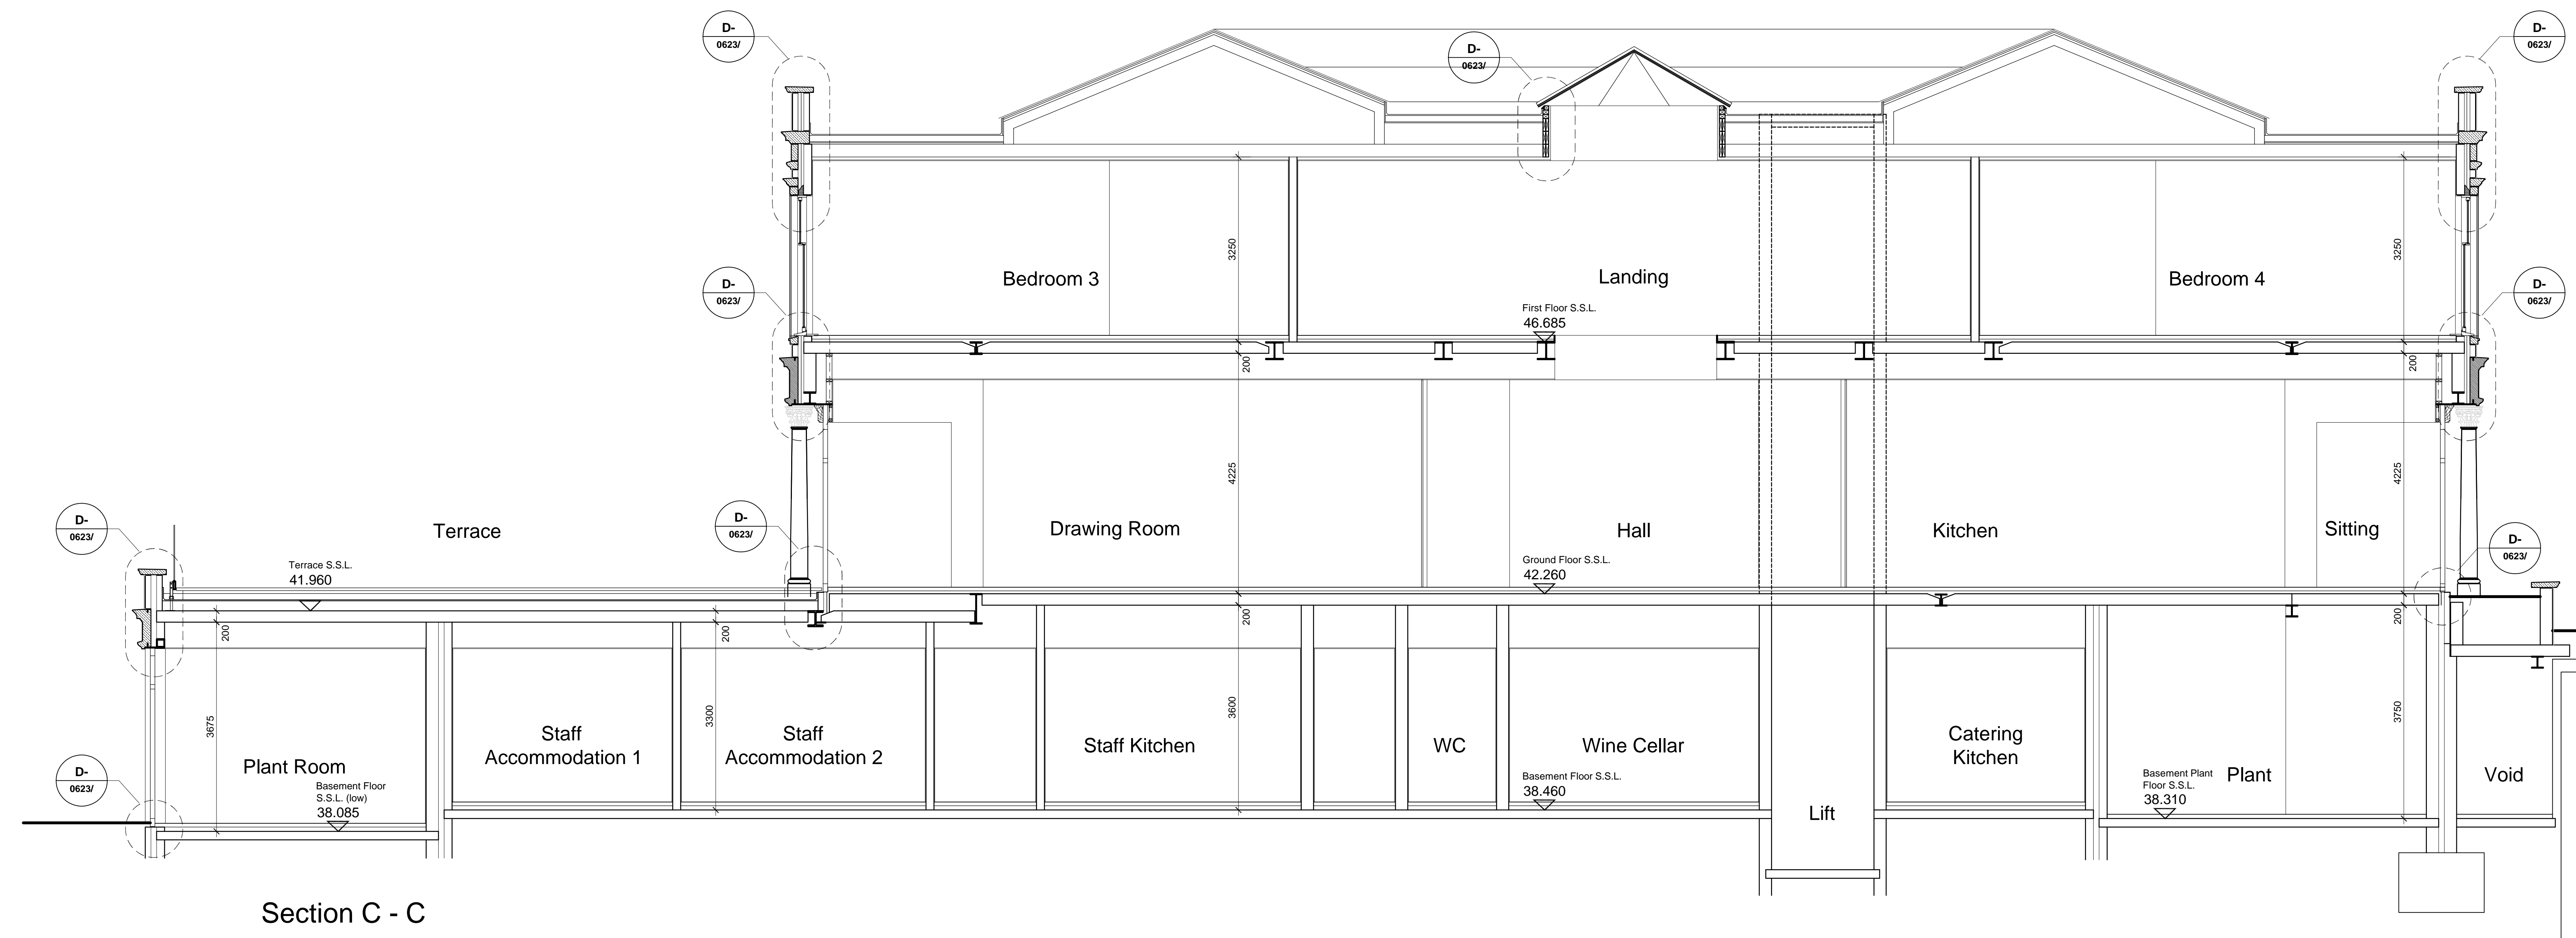 D-
0623/
D-
0623/
D-
0623/
Bedroom 3
3250
Landing
Bedroom 4
3250
D-
0623/
D-
0623/
First Floor S.S.L.
46.685
200
200
4225
4225
D-
0623/
D-
0623/
D-
0623/
Terrace
Drawing Room
Hall
Kitchen
Sitting
Terrace S.S.L.
41.960
Ground Floor S.S.L.
42.260
200
200
200
200
3675
3300
3600
3750
Plant Room
Staff
Accommodation 1
Staff
Accommodation 2
Staff Kitchen
WC
Wine Cellar
Catering
Kitchen
Plant
Void
D-
0623/
Basement Floor
S.S.L. (low)
38.085
Basement Floor S.S.L.
38.460
Basement Plant
Floor S.S.L.
38.310
Lift
Section C - C